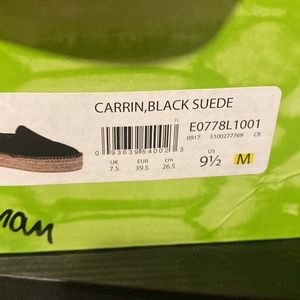 CARRIN,BLACK SUEDE
FL
E0778L1001
0917 5100277769 CR
0 93639 54002 3
UK EUR cm US
7.5 39.5 26.5 9½ M